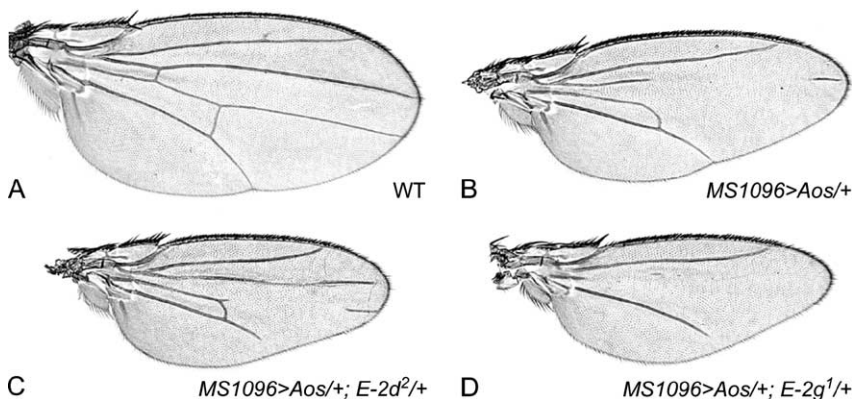 A WT
B MS1096>Aos/+
C MS1096>Aos/+; E-2d²/+
D MS1096>Aos/+; E-2g¹/+